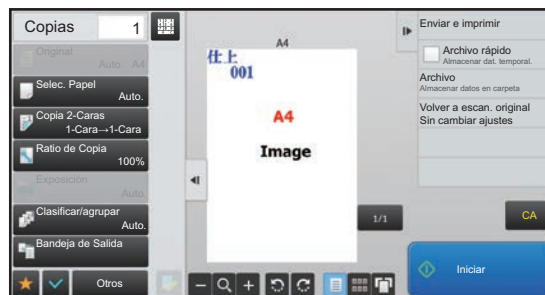 Copias
1
Original
Auto. A4
Selec. Papel
Auto.
Copia 2-Caras
1-Cara→1-Cara
Ratio de Copia
100%
Exposición
Auto.
Clasificar/agrupar
Auto.
Bandeja de Salida
Otros
A4
仕上
001
A4
Image
1/1
Enviar e imprimir
Archivo rápido
Almacenar dat. temporal.
Archivo
Almacenar datos en carpeta
Volver a escan. original
Sin cambiar ajustes
CA
Iniciar